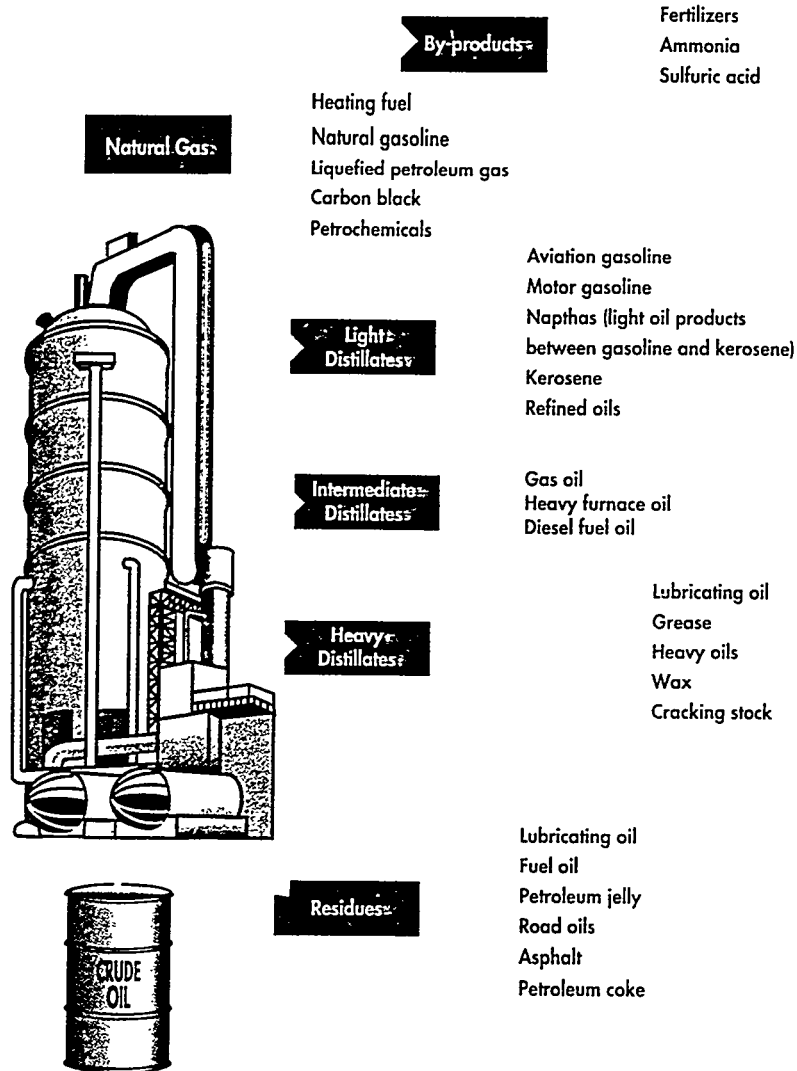 By-products
Fertilizers
Ammonia
Sulfuric acid
Natural Gas
Heating fuel
Natural gasoline
Liquefied petroleum gas
Carbon black
Petrochemicals
Light
Distillates
Aviation gasoline
Motor gasoline
Napthas (light oil products
between gasoline and kerosene)
Kerosene
Refined oils
Intermediate
Distillates
Gas oil
Heavy furnace oil
Diesel fuel oil
Heavy
Distillates
Lubricating oil
Grease
Heavy oils
Wax
Cracking stock
Residues
Lubricating oil
Fuel oil
Petroleum jelly
Road oils
Asphalt
Petroleum coke
CRUDE
OIL